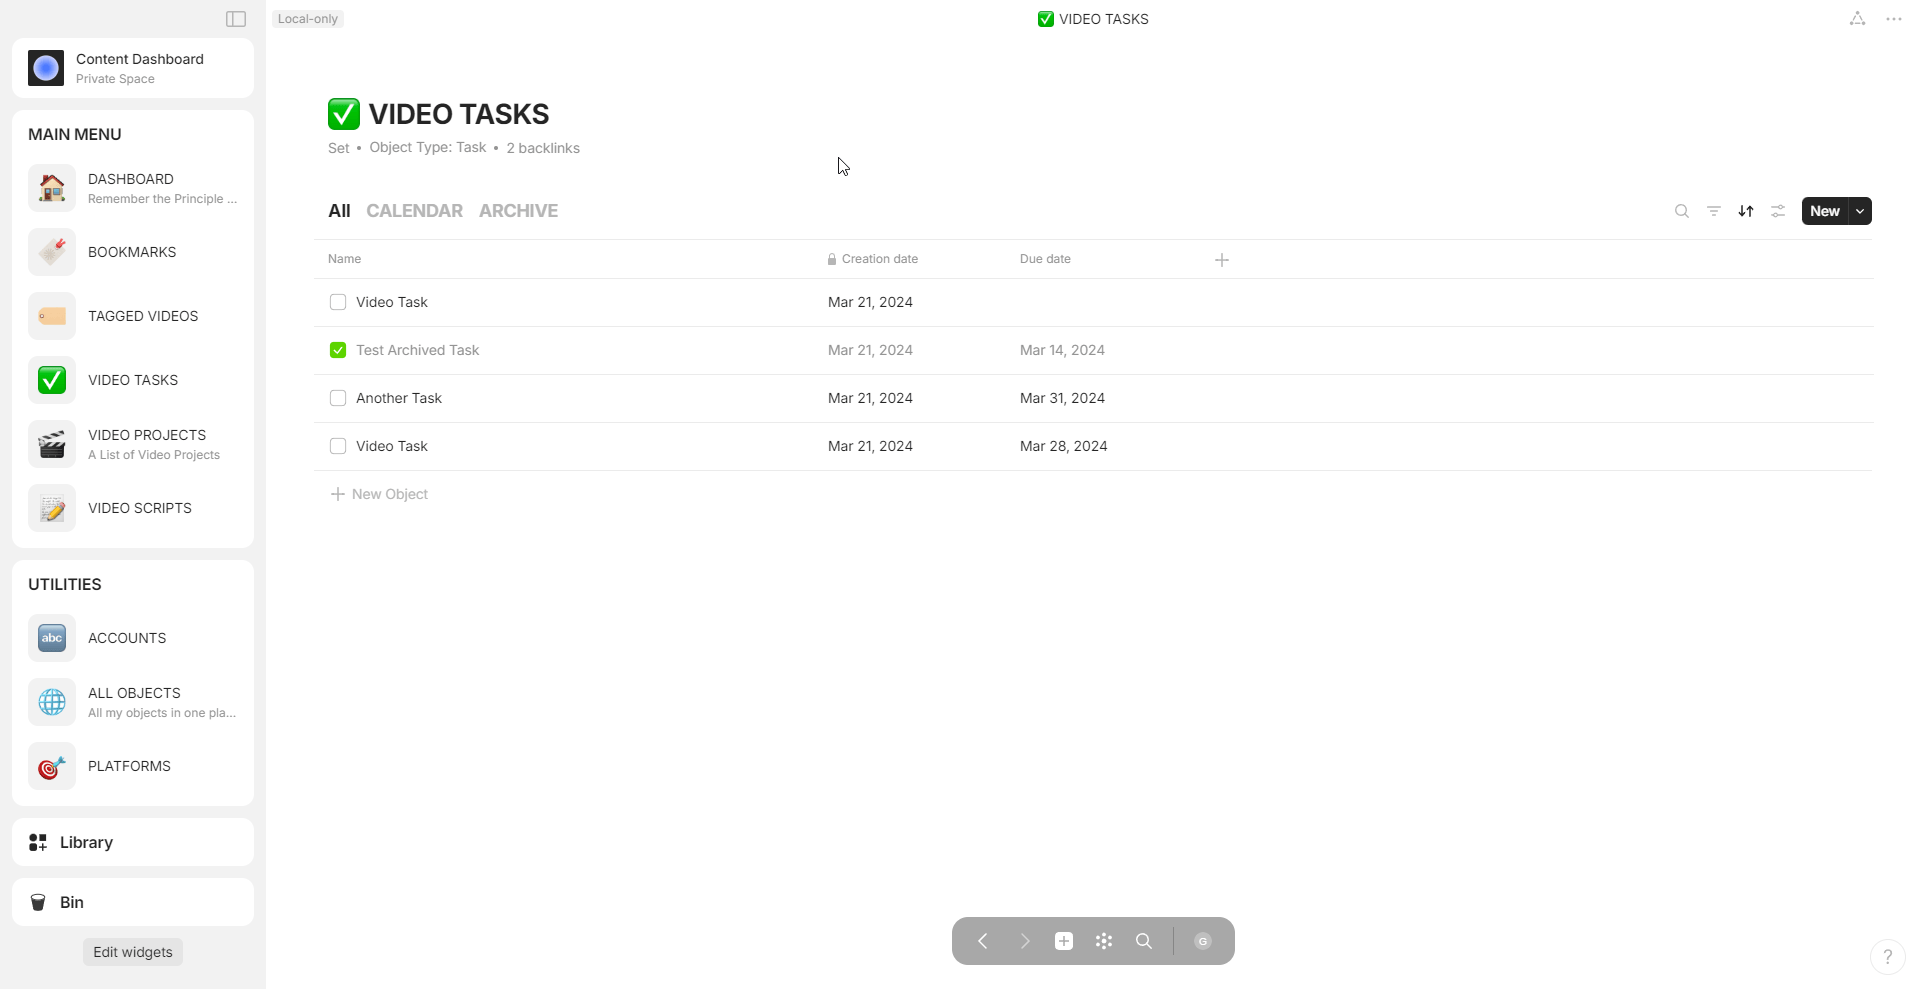 Local-only
✅ VIDEO TASKS
Content Dashboard
Private Space
MAIN MENU
DASHBOARD
Remember the Principle ...
BOOKMARKS
TAGGED VIDEOS
VIDEO TASKS
VIDEO PROJECTS
A List of Video Projects
VIDEO SCRIPTS
UTILITIES
abc
ACCOUNTS
ALL OBJECTS
All my objects in one pla...
PLATFORMS
Library
Bin
Edit widgets
✅ VIDEO TASKS
Set • Object Type: Task • 2 backlinks
All CALENDAR ARCHIVE
New
Name Creation date Due date
Video Task Mar 21, 2024
Test Archived Task Mar 21, 2024 Mar 14, 2024
Another Task Mar 21, 2024 Mar 31, 2024
Video Task Mar 21, 2024 Mar 28, 2024
New Object
G
?